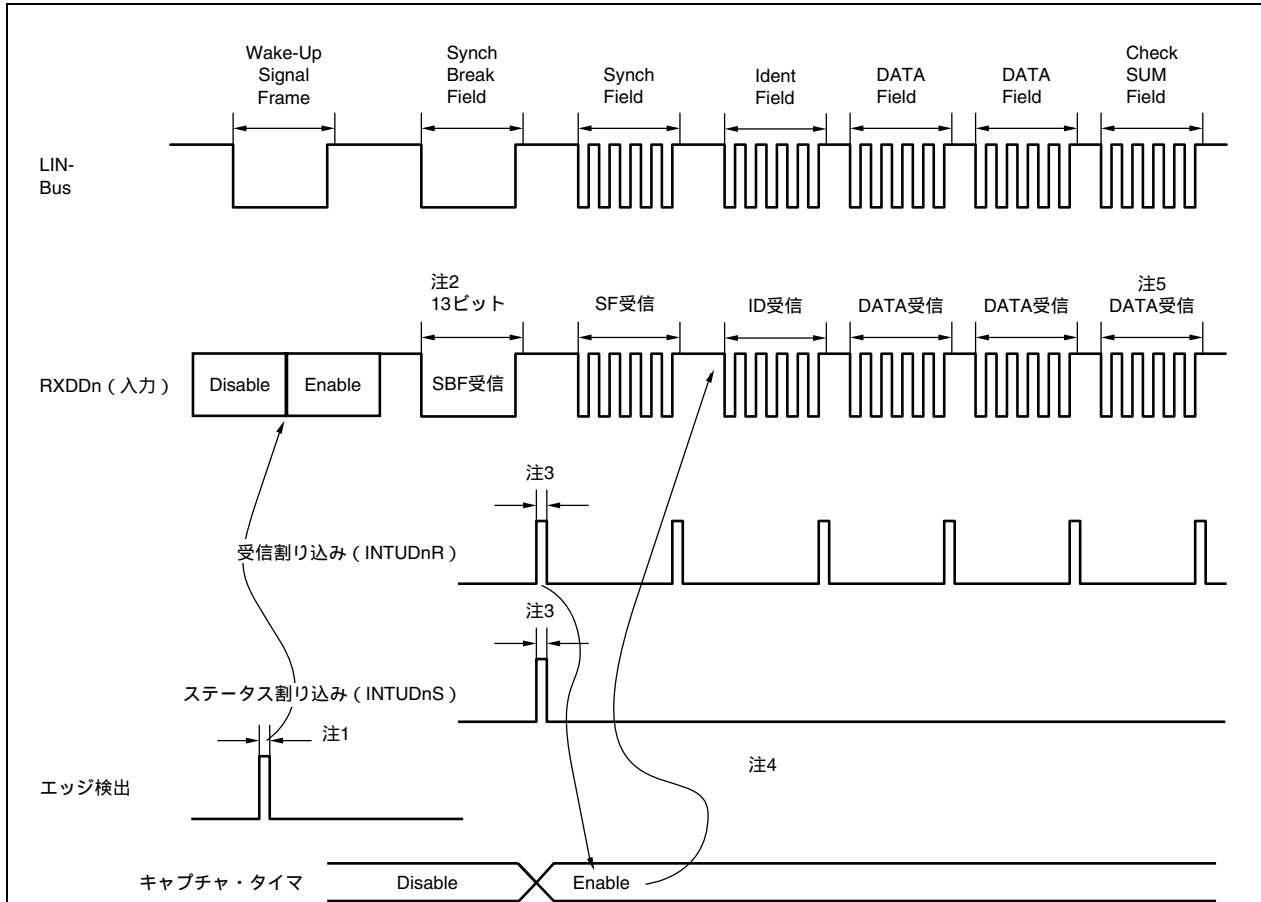 Wake-Up
Signal
Frame
Synch
Break
Field
Synch
Field
Ident
Field
DATA
Field
DATA
Field
Check
SUM
Field
LIN-
Bus
注2
13ビット
SF受信
ID受信
DATA受信
DATA受信
注5
DATA受信
RXDDn（入力）
Disable
Enable
SBF受信
注3
受信割り込み（INTUDnR）
注3
ステータス割り込み（INTUDnS）
注1
注4
エッジ検出
キャプチャ・タイマ
Disable
Enable